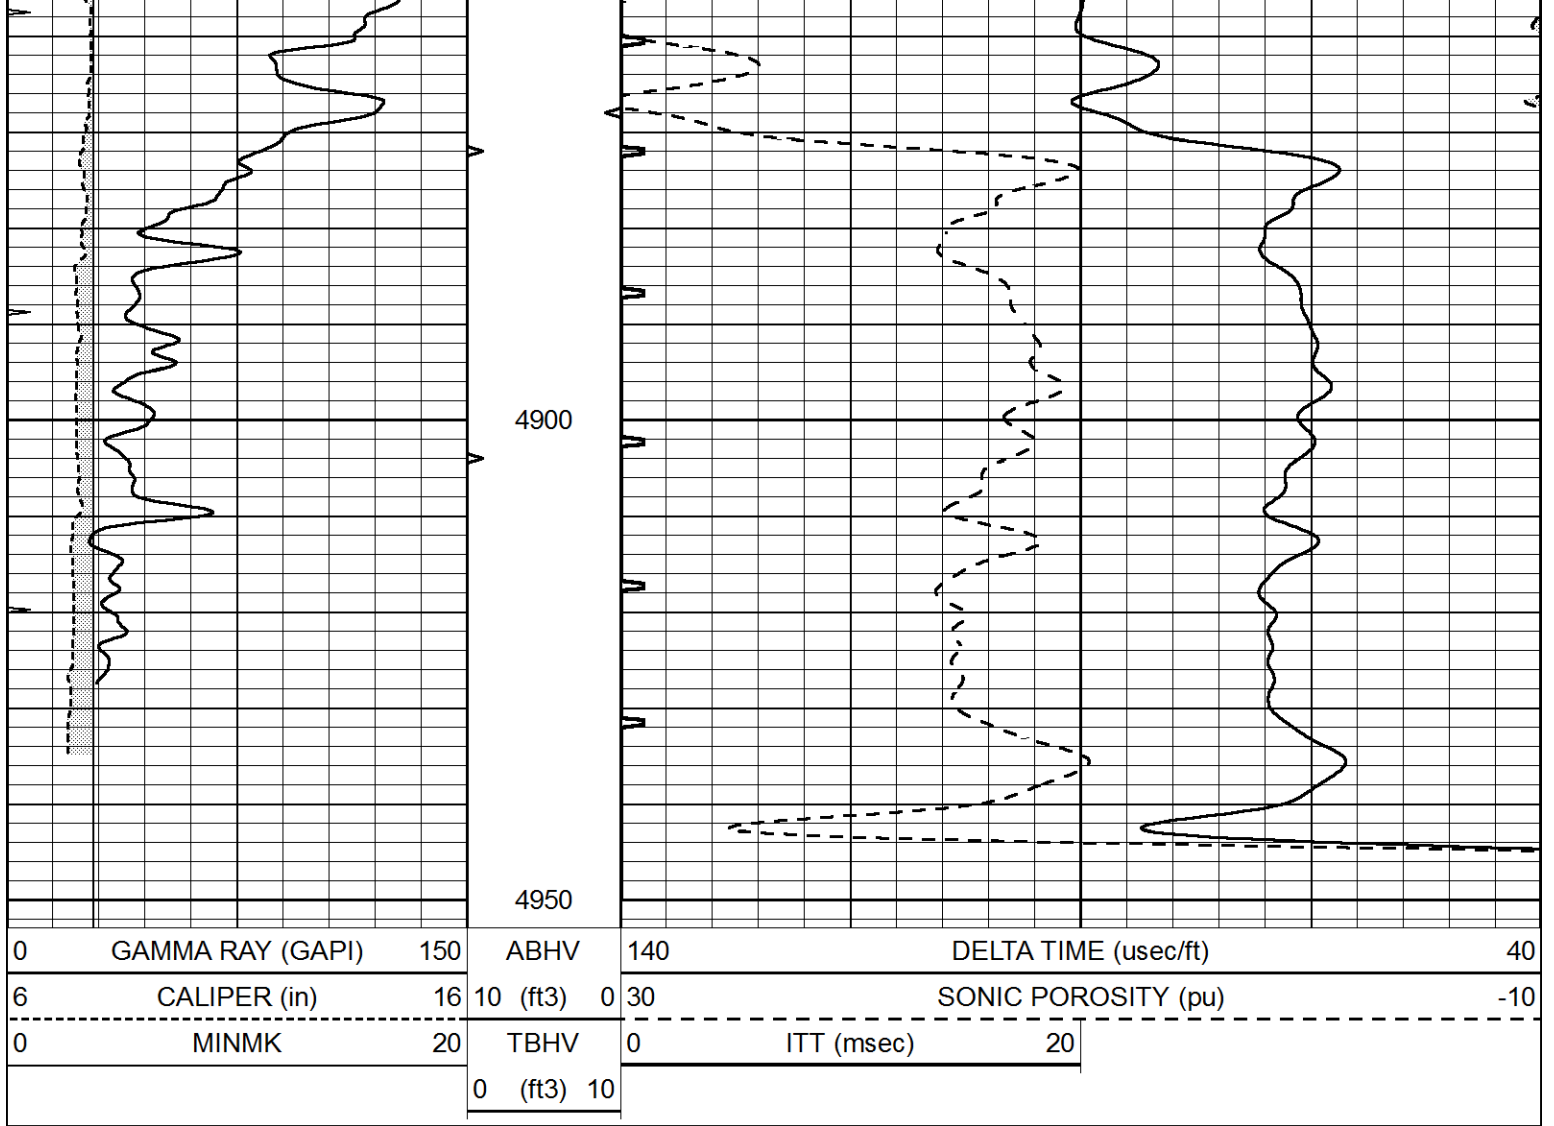 4900
4950
0 GAMMA RAY (GAPI) 150 ABHV 140 DELTA TIME (usec/ft) 40
6 CALIPER (in) 16 10 (ft3) 0 30 SONIC POROSITY (pu) -10
0 MINMK 20 TBHV 0 ITT (msec) 20
0 (ft3) 10